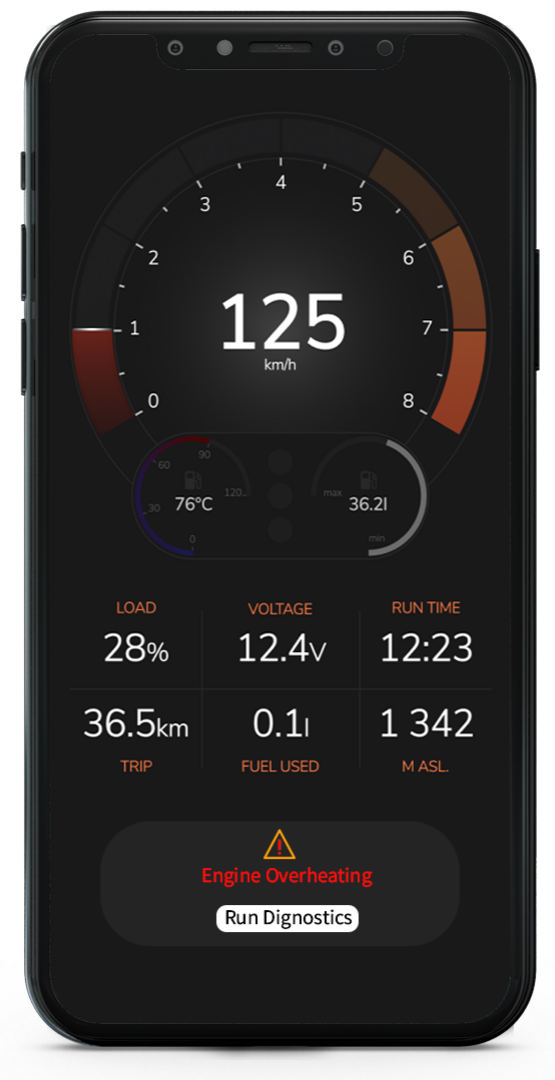 4
3 5
2 6
125
km/h
1 7
0 8
90
60
120
76°C
30
0
max
36.2l
min
LOAD VOLTAGE RUN TIME
28% 12.4V 12:23
36.5km 0.1l 1 342
TRIP FUEL USED M ASL.
Engine Overheating
Run Dignostics